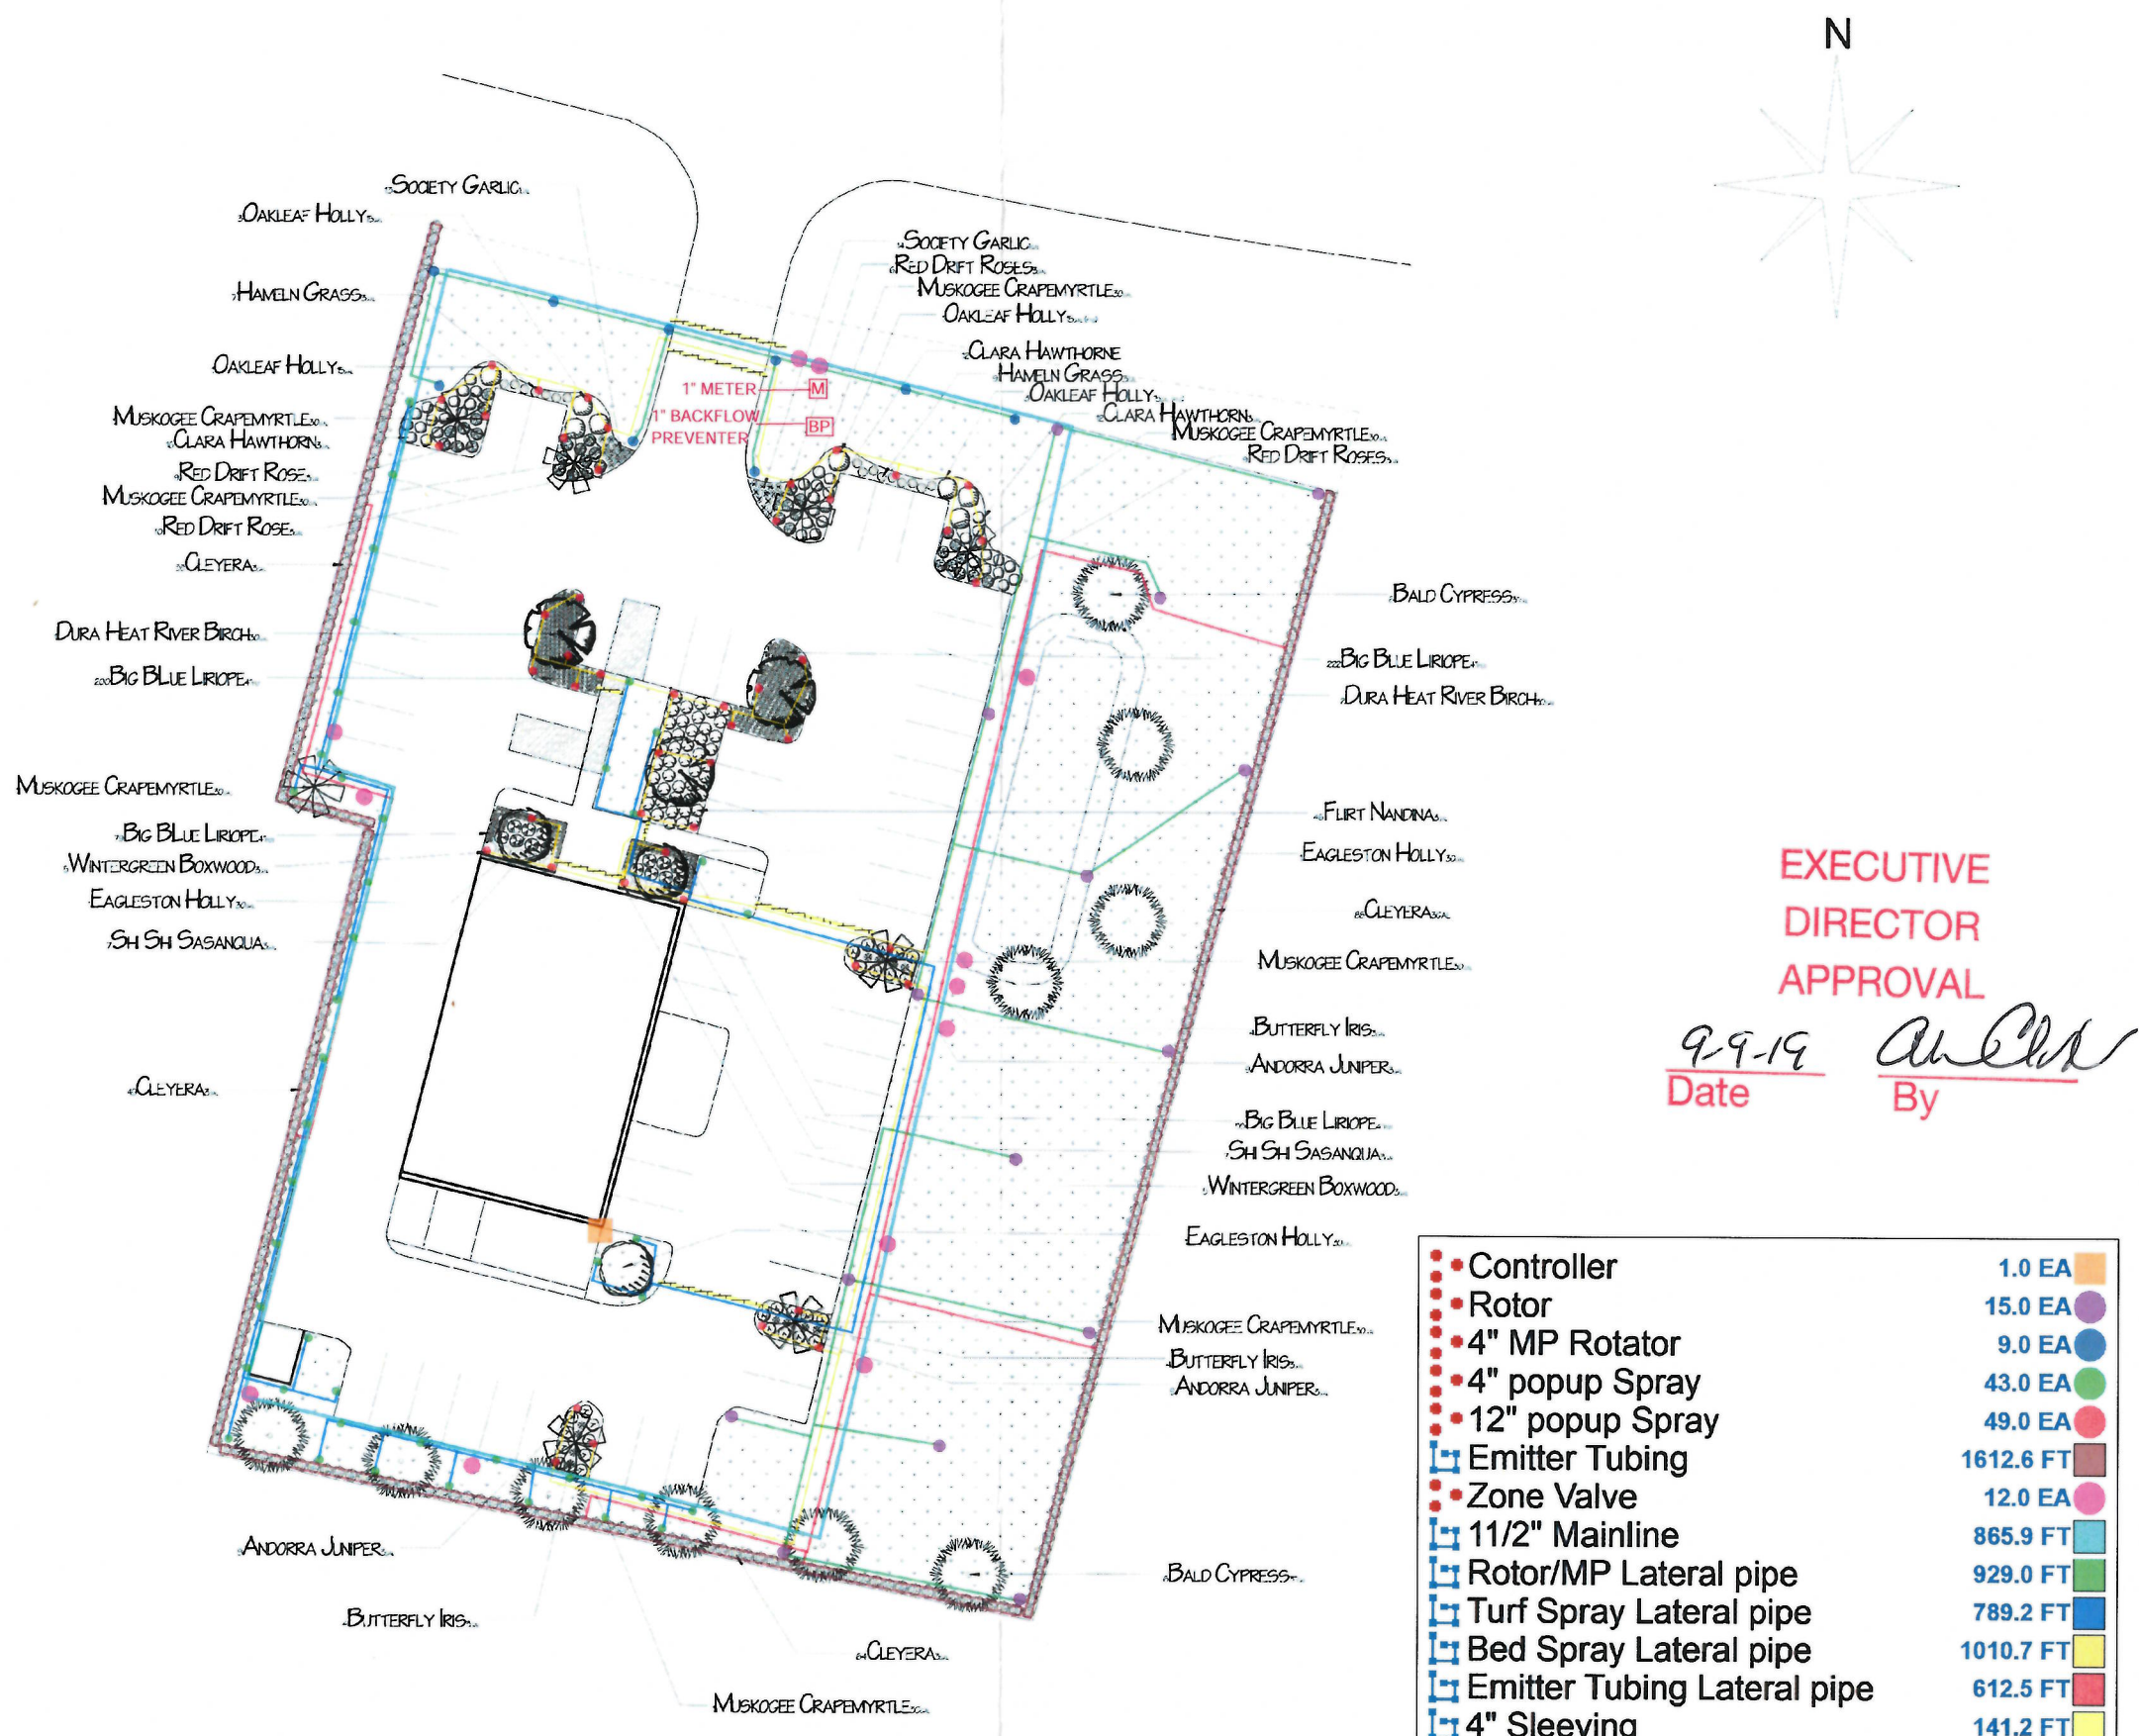 N
SOCIETY GARLIC
OAKLEAF HOLLY
HAMELN GRASS
OAKLEAF HOLLY
MUSKOGEE CRAPEMYRTLE
CLARA HAWTHORN
RED DRIFT ROSE
MUSKOGEE CRAPEMYRTLE
RED DRIFT ROSE
CLEYERA
DURA HEAT RIVER BIRCH
BIG BLUE LIRIOPE
MUSKOGEE CRAPEMYRTLE
BIG BLUE LIRIOPE
WINTERGREEN BOXWOOD
EAGLESTON HOLLY
SHI SHI SASANQUA
CLEYERA
ANDORRA JUNIPER
BUTTERFLY IRIS
SOCIETY GARLIC
RED DRIFT ROSES
MUSKOGEE CRAPEMYRTLE
OAKLEAF HOLLY
CLARA HAWTHORNE
HAMELN GRASS
OAKLEAF HOLLY
CLARA HAWTHORN
MUSKOGEE CRAPEMYRTLE
RED DRIFT ROSES
1" METER
M
1" BACKFLOW
PREVENTER
BP
BALD CYPRESS
BIG BLUE LIRIOPE
DURA HEAT RIVER BIRCH
FLIRT NANDINA
EAGLESTON HOLLY
CLEYERA
MUSKOGEE CRAPEMYRTLE
BUTTERFLY IRIS
ANDORRA JUNIPER
BIG BLUE LIRIOPE
SHI SHI SASANQUA
WINTERGREEN BOXWOOD
EAGLESTON HOLLY
MUSKOGEE CRAPEMYRTLE
BUTTERFLY IRIS
ANDORRA JUNIPER
BALD CYPRESS
CLEYERA
MUSKOGEE CRAPEMYRTLE
EXECUTIVE
DIRECTOR
APPROVAL
9-9-19
Date By
Controller 1.0 EA
Rotor 15.0 EA
4" MP Rotator 9.0 EA
4" popup Spray 43.0 EA
12" popup Spray 49.0 EA
Emitter Tubing 1612.6 FT
Zone Valve 12.0 EA
11/2" Mainline 865.9 FT
Rotor/MP Lateral pipe 929.0 FT
Turf Spray Lateral pipe 789.2 FT
Bed Spray Lateral pipe 1010.7 FT
Emitter Tubing Lateral pipe 612.5 FT
4" Sleeving 141.2 FT